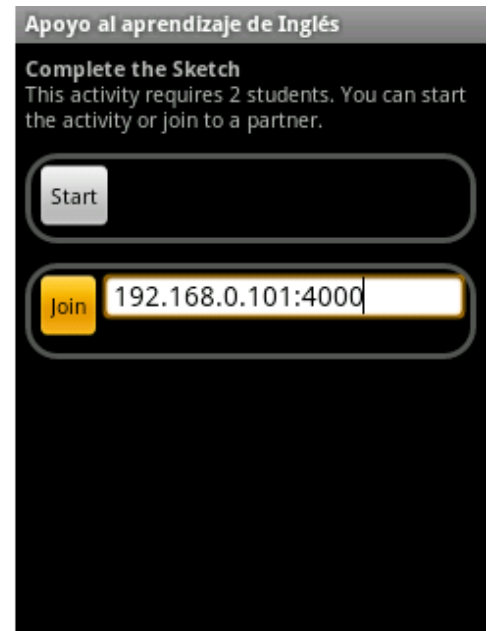 Apoyo al aprendizaje de Inglés
Complete the Sketch
This activity requires 2 students. You can start
the activity or join to a partner.
Start
Join
192.168.0.101:4000